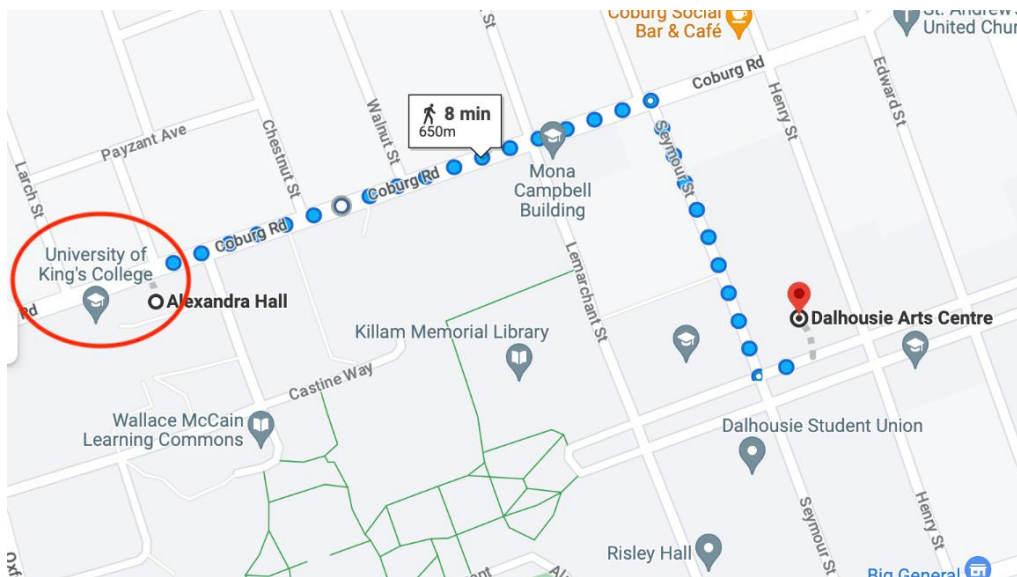 Coburg Social
Bar & Café
St. Andrew's
United Chur
Coburg Rd
Edward St
Henry St
Walnut St
8 min
650m
Payzant Ave
Chestnut St
Larch St
Seymour St
Mona
Campbell
Building
Coburg Rd
Coburg Rd
University of
King's College
Rd
Alexandra Hall
Lemarchant St
Dalhousie Arts Centre
Killam Memorial Library
Castine Way
Wallace McCain
Learning Commons
Dalhousie Student Union
Seymour St
Henry St
Risley Hall
Big General